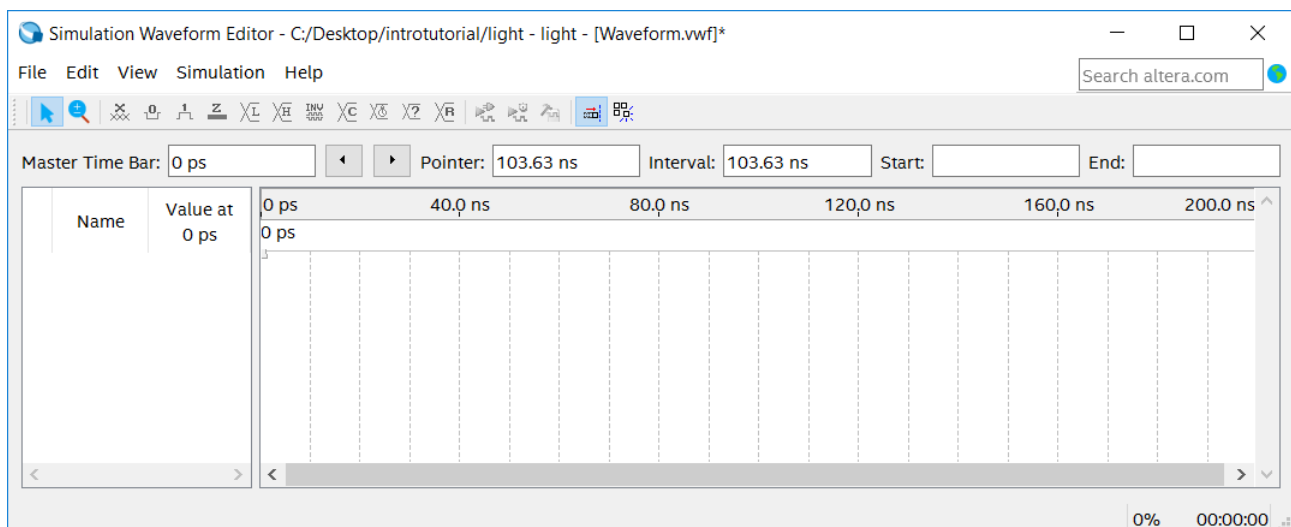 Simulation Waveform Editor - C:/Desktop/introtutorial/light - light - [Waveform.vwf]*
File Edit View Simulation Help
Search altera.com
Master Time Bar: 0 ps Pointer: 103.63 ns Interval: 103.63 ns Start: End:
Name
Value at
0 ps
0 ps 40.0 ns 80.0 ns 120.0 ns 160.0 ns 200.0 ns
0 ps
0% 00:00:00